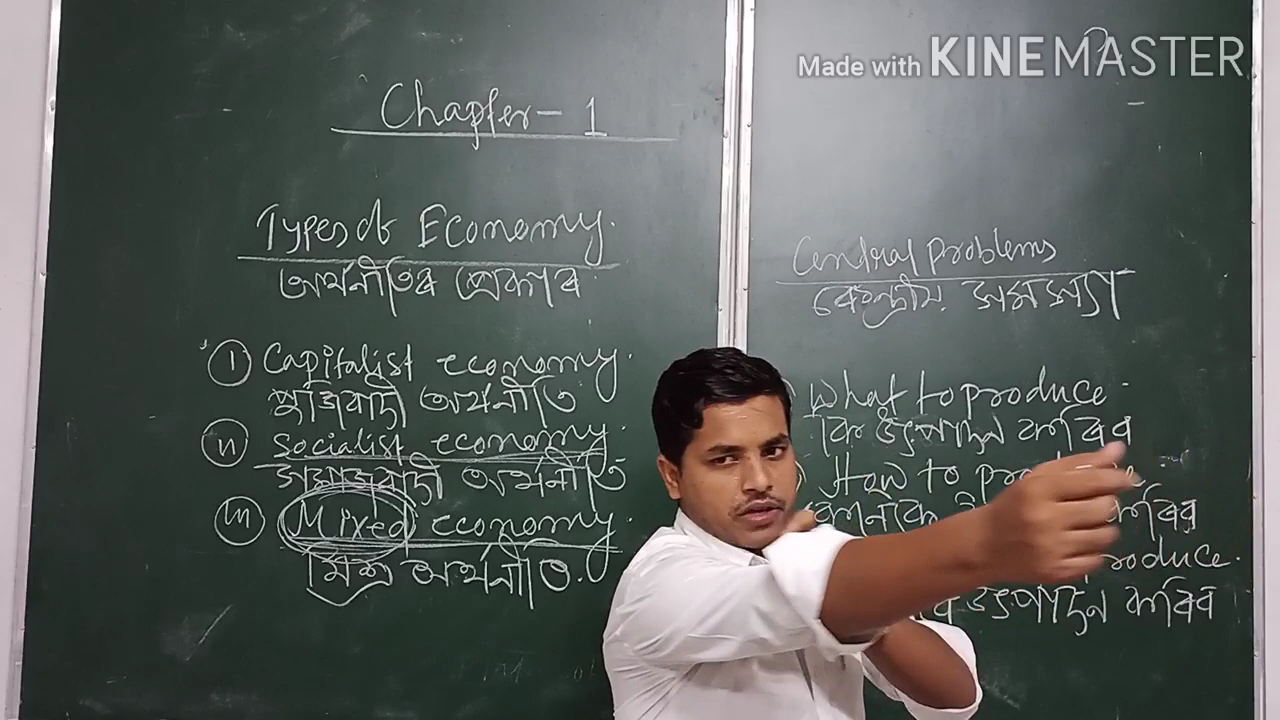 Made with KINEMASTER
Chapter - 1
Types of Economy.
অৰ্থনীতিৰ প্ৰকাৰ
Central problems
কেন্দ্ৰীয় সমস্যা
(i) Capitalist economy.
পুজিবাদী অৰ্থনীতি
(ii) Socialist economy.
সমাজবাদী অৰ্থনীতি
(iii) Mixed economy.
মিশ্ৰ অৰ্থনীতি.
What to produce -
কি উৎপাদন কৰিব
How to
কৰিব
roduce.
উৎপাদন কৰিব